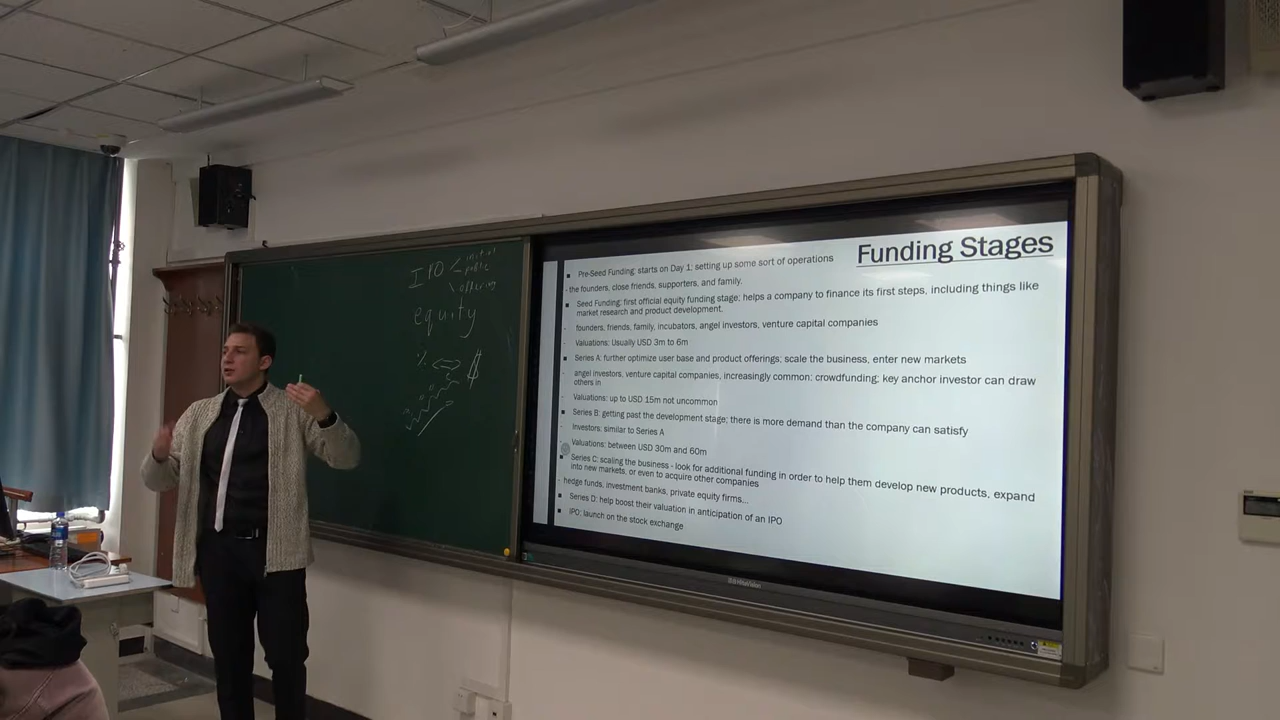 IPO
public
offering
equity
% $
Funding Stages
Pre-Seed Funding: starts on Day 1: setting up some sort of operations
- the founders, close friends, supporters, and family.
Seed Funding: first official equity funding stage; helps a company to finance its first steps, including things like
market research and product development.
founders, friends, family, incubators, angel investors, venture capital companies
Valuations: Usually USD 3m to 6m
Series A: further optimize user base and product offerings; scale the business, enter new markets
angel investors, venture capital companies, increasingly common: crowdfunding; key anchor investor can draw
others in
Valuations: up to USD 15m not uncommon
Series B: getting past the development stage; there is more demand than the company can satisfy
Investors: similar to Series A
Valuations: between USD 30m and 60m
Series C: scaling the business - look for additional funding in order to help them develop new products, expand
into new markets, or even to acquire other companies
- hedge funds, investment banks, private equity firms...
Series D: help boost their valuation in anticipation of an IPO
IPO: launch on the stock exchange